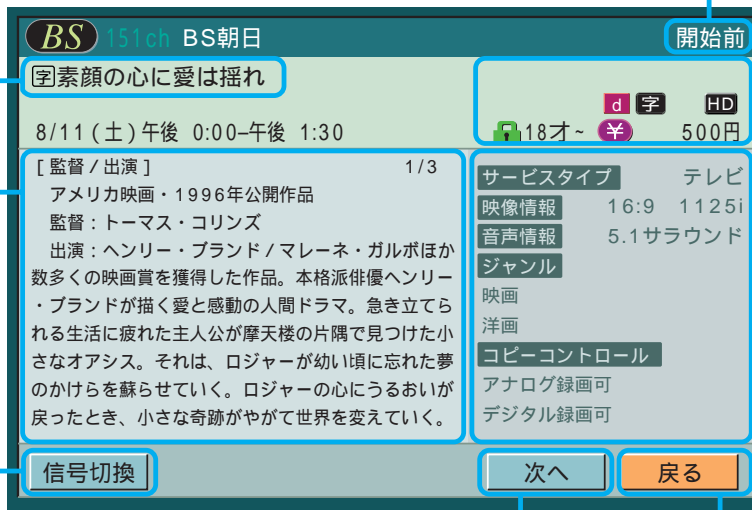 BS 151ch BS朝日 開始前
字素顔の心に愛は揺れ
d 字 HD
8/11(土)午後 0:00–午後 1:30 18才~ ¥ 500円
[監督/出演] 1/3
アメリカ映画・1996年公開作品
監督:トーマス・コリンズ
出演:ヘンリー・ブランド/マレーネ・ガルボほか
数多くの映画賞を獲得した作品。本格派俳優ヘンリー
・ブランドが描く愛と感動の人間ドラマ。急き立てら
れる生活に疲れた主人公が摩天楼の片隅で見つけた小
さなオアシス。それは、ロジャーが幼い頃に忘れた夢
のかけらを蘇らせていく。ロジャーの心にうるおいが
戻ったとき、小さな奇跡がやがて世界を変えていく。
サービスタイプ テレビ
映像情報 16:9 1125i
音声情報 5.1サラウンド
ジャンル
映画
洋画
コピーコントロール
アナログ録画可
デジタル録画可
信号切換 次へ 戻る